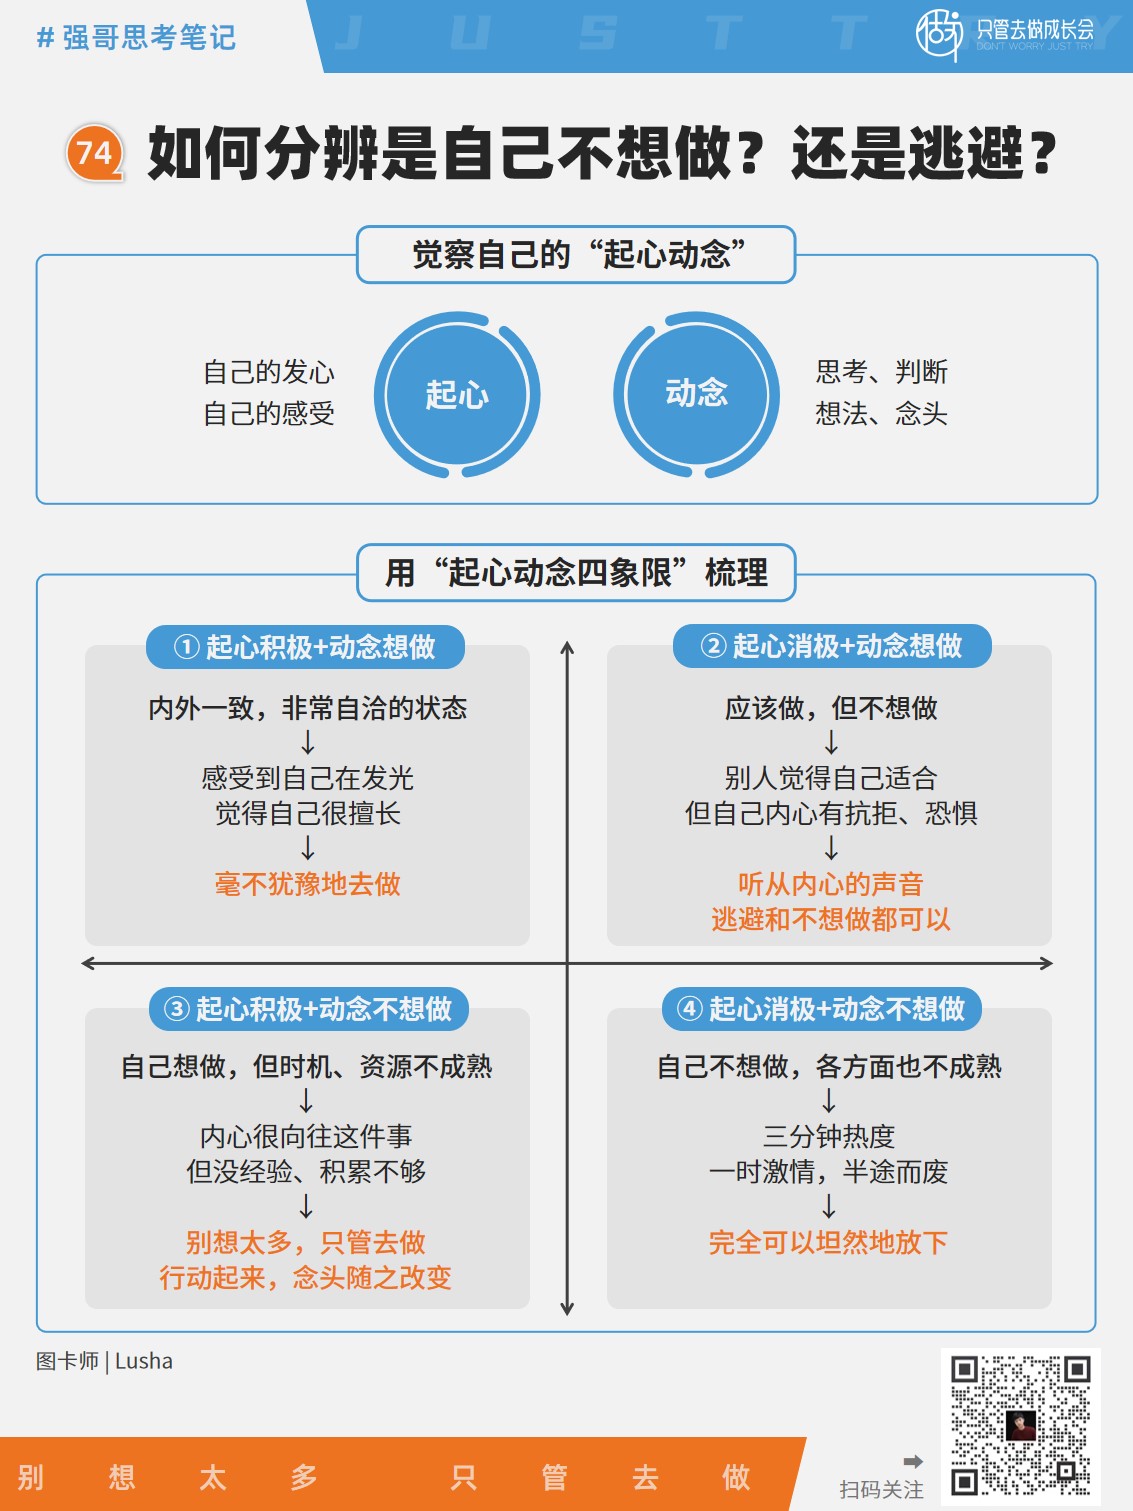 # 强哥思考笔记
J U S T T R Y
只管去做成长会
DON'T WORRY JUST TRY
74 如何分辨是自己不想做？还是逃避？
觉察自己的“起心动念”
自己的发心
自己的感受
起心
动念
思考、判断
想法、念头
用“起心动念四象限”梳理
① 起心积极+动念想做
内外一致，非常自洽的状态
↓
感受到自己在发光
觉得自己很擅长
↓
毫不犹豫地去做
② 起心消极+动念想做
应该做，但不想做
↓
别人觉得自己适合
但自己内心有抗拒、恐惧
↓
听从内心的声音
逃避和不想做都可以
③ 起心积极+动念不想做
自己想做，但时机、资源不成熟
↓
内心很向往这件事
但没经验、积累不够
↓
别想太多，只管去做
行动起来，念头随之改变
④ 起心消极+动念不想做
自己不想做，各方面也不成熟
↓
三分钟热度
一时激情，半途而废
↓
完全可以坦然地放下
图卡师 | Lusha
别 想 太 多 只 管 去 做
➡
扫码关注